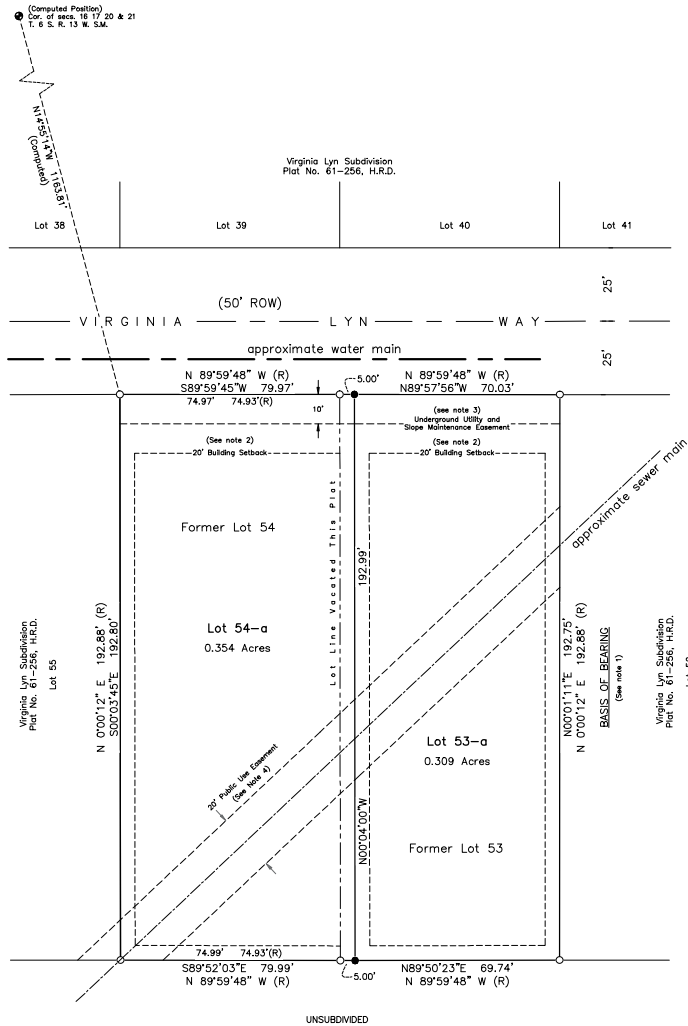 (Computed Position)
Cor. of secs. 16 17 20 & 21
T. 6 S. R. 13 W. S.M.
N14°55'14"W 1163.81'
(Computed)
Virginia Lyn Subdivision
Plat No. 61-256, H.R.D.
Lot 38
Lot 39
Lot 40
Lot 41
25'
(50' ROW)
VIRGINIA LYN WAY
25'
approximate water main
N 89°59'48" W (R)
S89°59'45"W 79.97'
74.97' 74.93'(R)
5.00'
N 89°59'48" W (R)
N89°57'56"W 70.03'
10'
(see note 3)
Underground Utility and
Slope Maintenance Easement
(See note 2)
20' Building Setback
(See note 2)
20' Building Setback
approximate sewer main
Former Lot 54
Lot Line Vacated This Plat
192.99'
Lot 54-a
0.354 Acres
Virginia Lyn Subdivision
Plat No. 61-256, H.R.D.
Lot 55
N 0°00'12" E 192.88' (R)
S00°03'45"E 192.80'
N00°01'11"E 192.75'
N 0°00'12" E 192.88' (R)
BASIS OF BEARING
(See note 1)
Virginia Lyn Subdivision
Plat No. 61-256, H.R.D.
Lot 53-a
0.309 Acres
20' Public Use Easement
(See Note 4)
N00°04'00"W
Former Lot 53
74.99' 74.93'(R)
S89°52'03"E 79.99'
N 89°59'48" W (R)
5.00'
N89°50'23"E 69.74'
N 89°59'48" W (R)
UNSUBDIVIDED